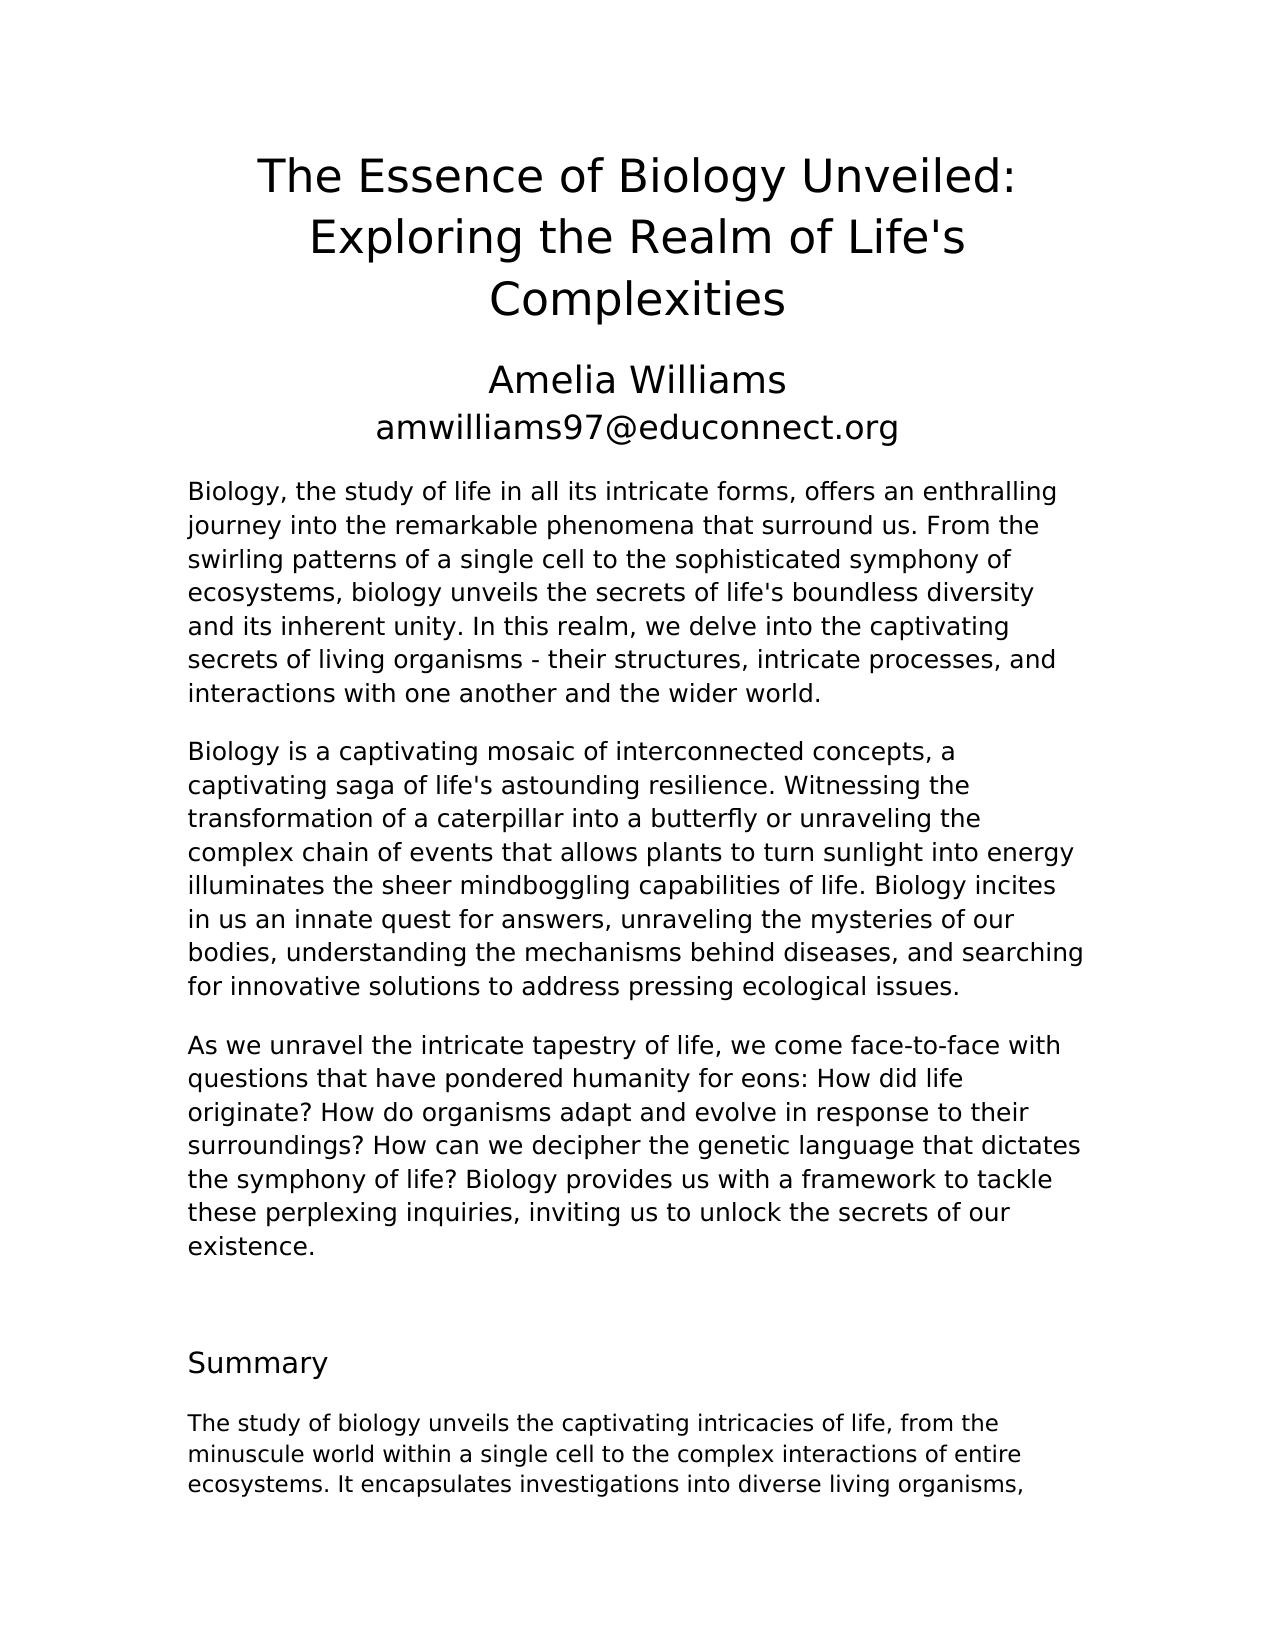 The Essence of Biology Unveiled:
Exploring the Realm of Life's
Complexities
Amelia Williams
amwilliams97@educonnect.org
Biology, the study of life in all its intricate forms, offers an enthralling
journey into the remarkable phenomena that surround us. From the
swirling patterns of a single cell to the sophisticated symphony of
ecosystems, biology unveils the secrets of life's boundless diversity
and its inherent unity. In this realm, we delve into the captivating
secrets of living organisms - their structures, intricate processes, and
interactions with one another and the wider world.
Biology is a captivating mosaic of interconnected concepts, a
captivating saga of life's astounding resilience. Witnessing the
transformation of a caterpillar into a butterfly or unraveling the
complex chain of events that allows plants to turn sunlight into energy
illuminates the sheer mindboggling capabilities of life. Biology incites
in us an innate quest for answers, unraveling the mysteries of our
bodies, understanding the mechanisms behind diseases, and searching
for innovative solutions to address pressing ecological issues.
As we unravel the intricate tapestry of life, we come face-to-face with
questions that have pondered humanity for eons: How did life
originate? How do organisms adapt and evolve in response to their
surroundings? How can we decipher the genetic language that dictates
the symphony of life? Biology provides us with a framework to tackle
these perplexing inquiries, inviting us to unlock the secrets of our
existence.
Summary
The study of biology unveils the captivating intricacies of life, from the
minuscule world within a single cell to the complex interactions of entire
ecosystems. It encapsulates investigations into diverse living organisms,